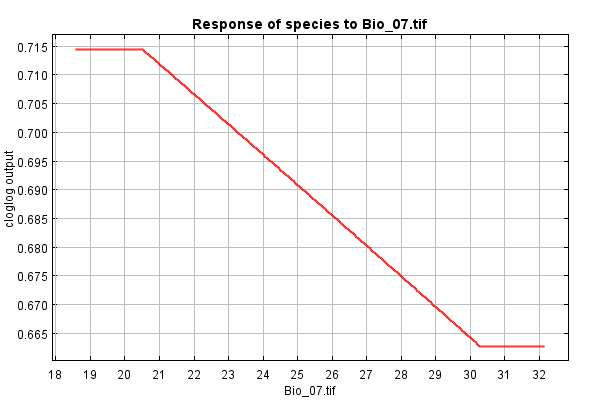 Response of species to Bio_07.tif
cloglog output
0.715
0.710
0.705
0.700
0.695
0.690
0.685
0.680
0.675
0.670
0.665
18 19 20 21 22 23 24 25 26 27 28 29 30 31 32
Bio_07.tif